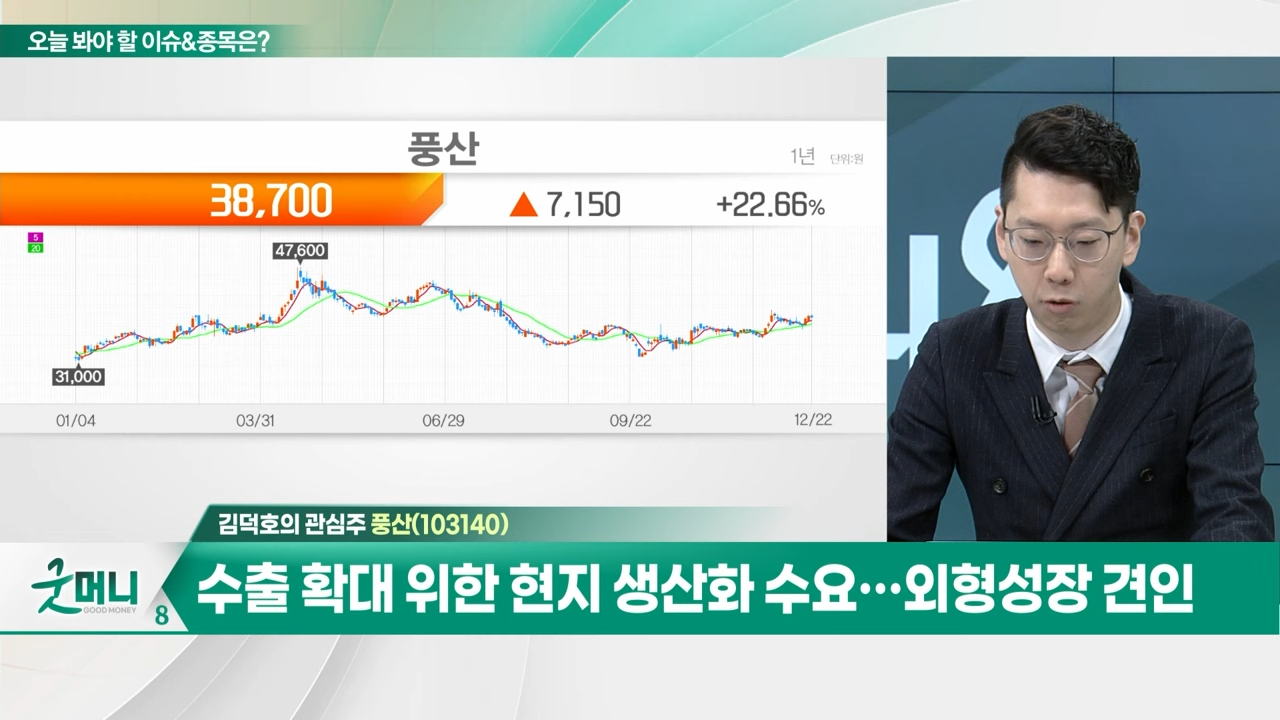 오늘 봐야 할 이슈&종목은?
풍산
1년 단위:원
38,700 ▲ 7,150 +22.66%
5
20
47,600
31,000
01/04 03/31 06/29 09/22 12/22
김덕호의 관심주 풍산(103140)
굿머니
GOOD MONEY
8
수출 확대 위한 현지 생산화 수요…외형성장 견인